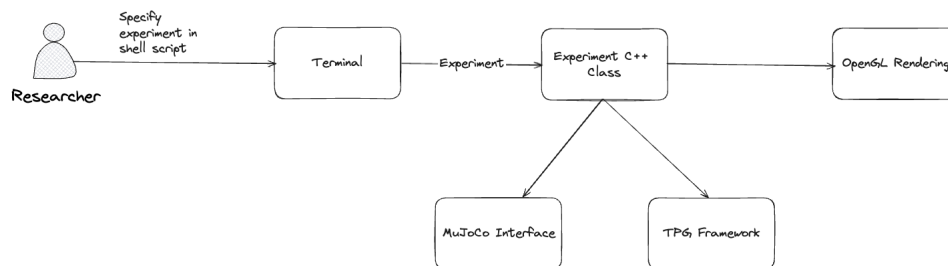 Specify
experiment in
shell script
Researcher
Terminal
Experiment
Experiment C++
Class
OpenGL Rendering
MuJoCo Interface
TPG Framework